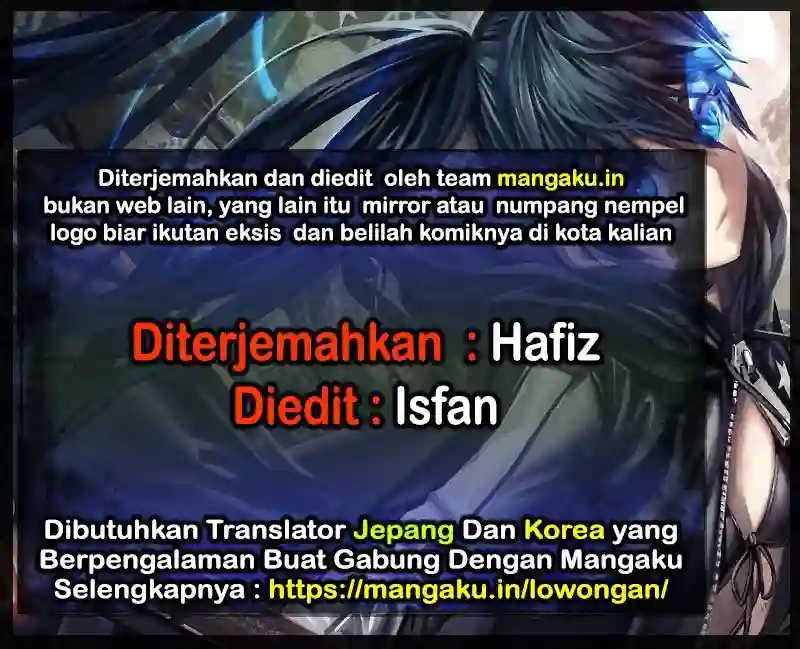 Diterjemahkan dan diedit oleh team mangaku.in
bukan web lain, yang lain itu mirror atau numpang nempel
logo biar ikutan eksis dan belilah komiknya di kota kalian
Diterjemahkan : Hafiz
Diedit : Isfan
Dibutuhkan Translator Jepang Dan Korea yang
Berpengalaman Buat Gabung Dengan Mangaku
Selengkapnya : https://mangaku.in/lowongan/